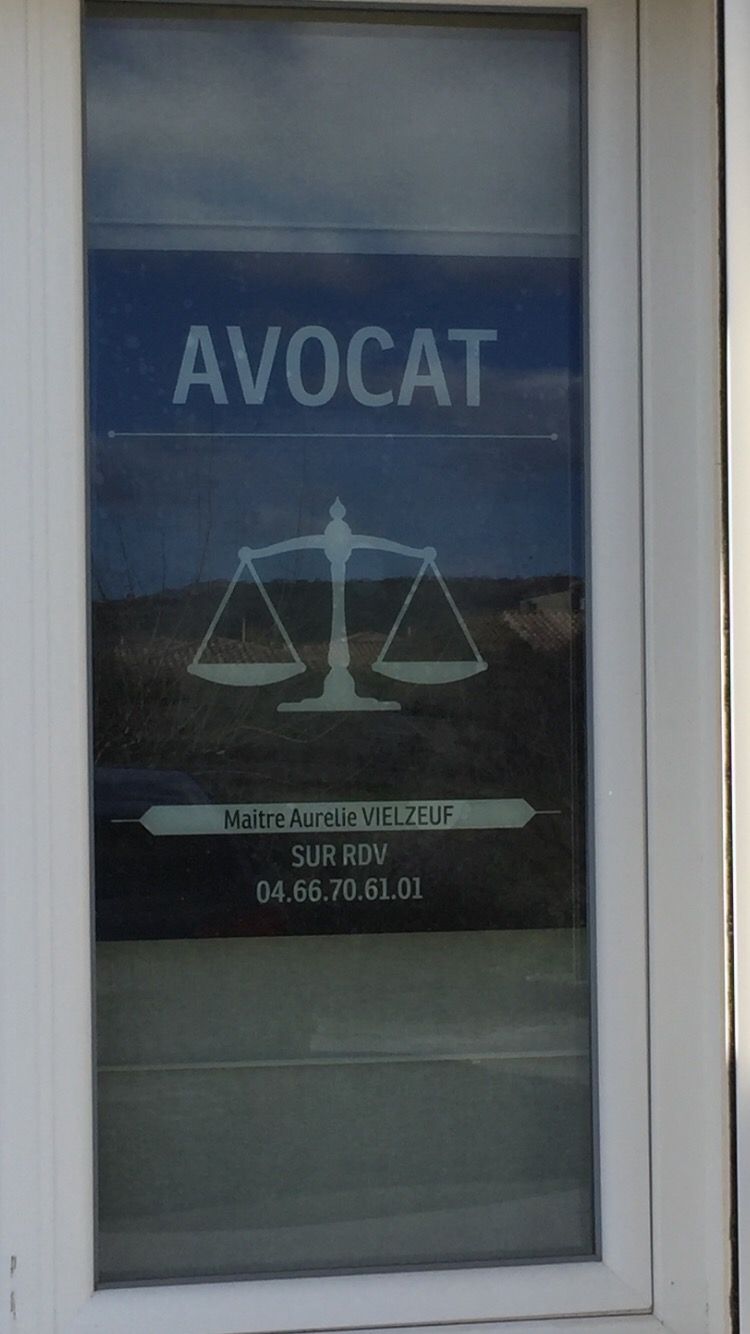 AVOCAT
Maitre Aurelie VIELZEUF
SUR RDV
04.66.70.61.01